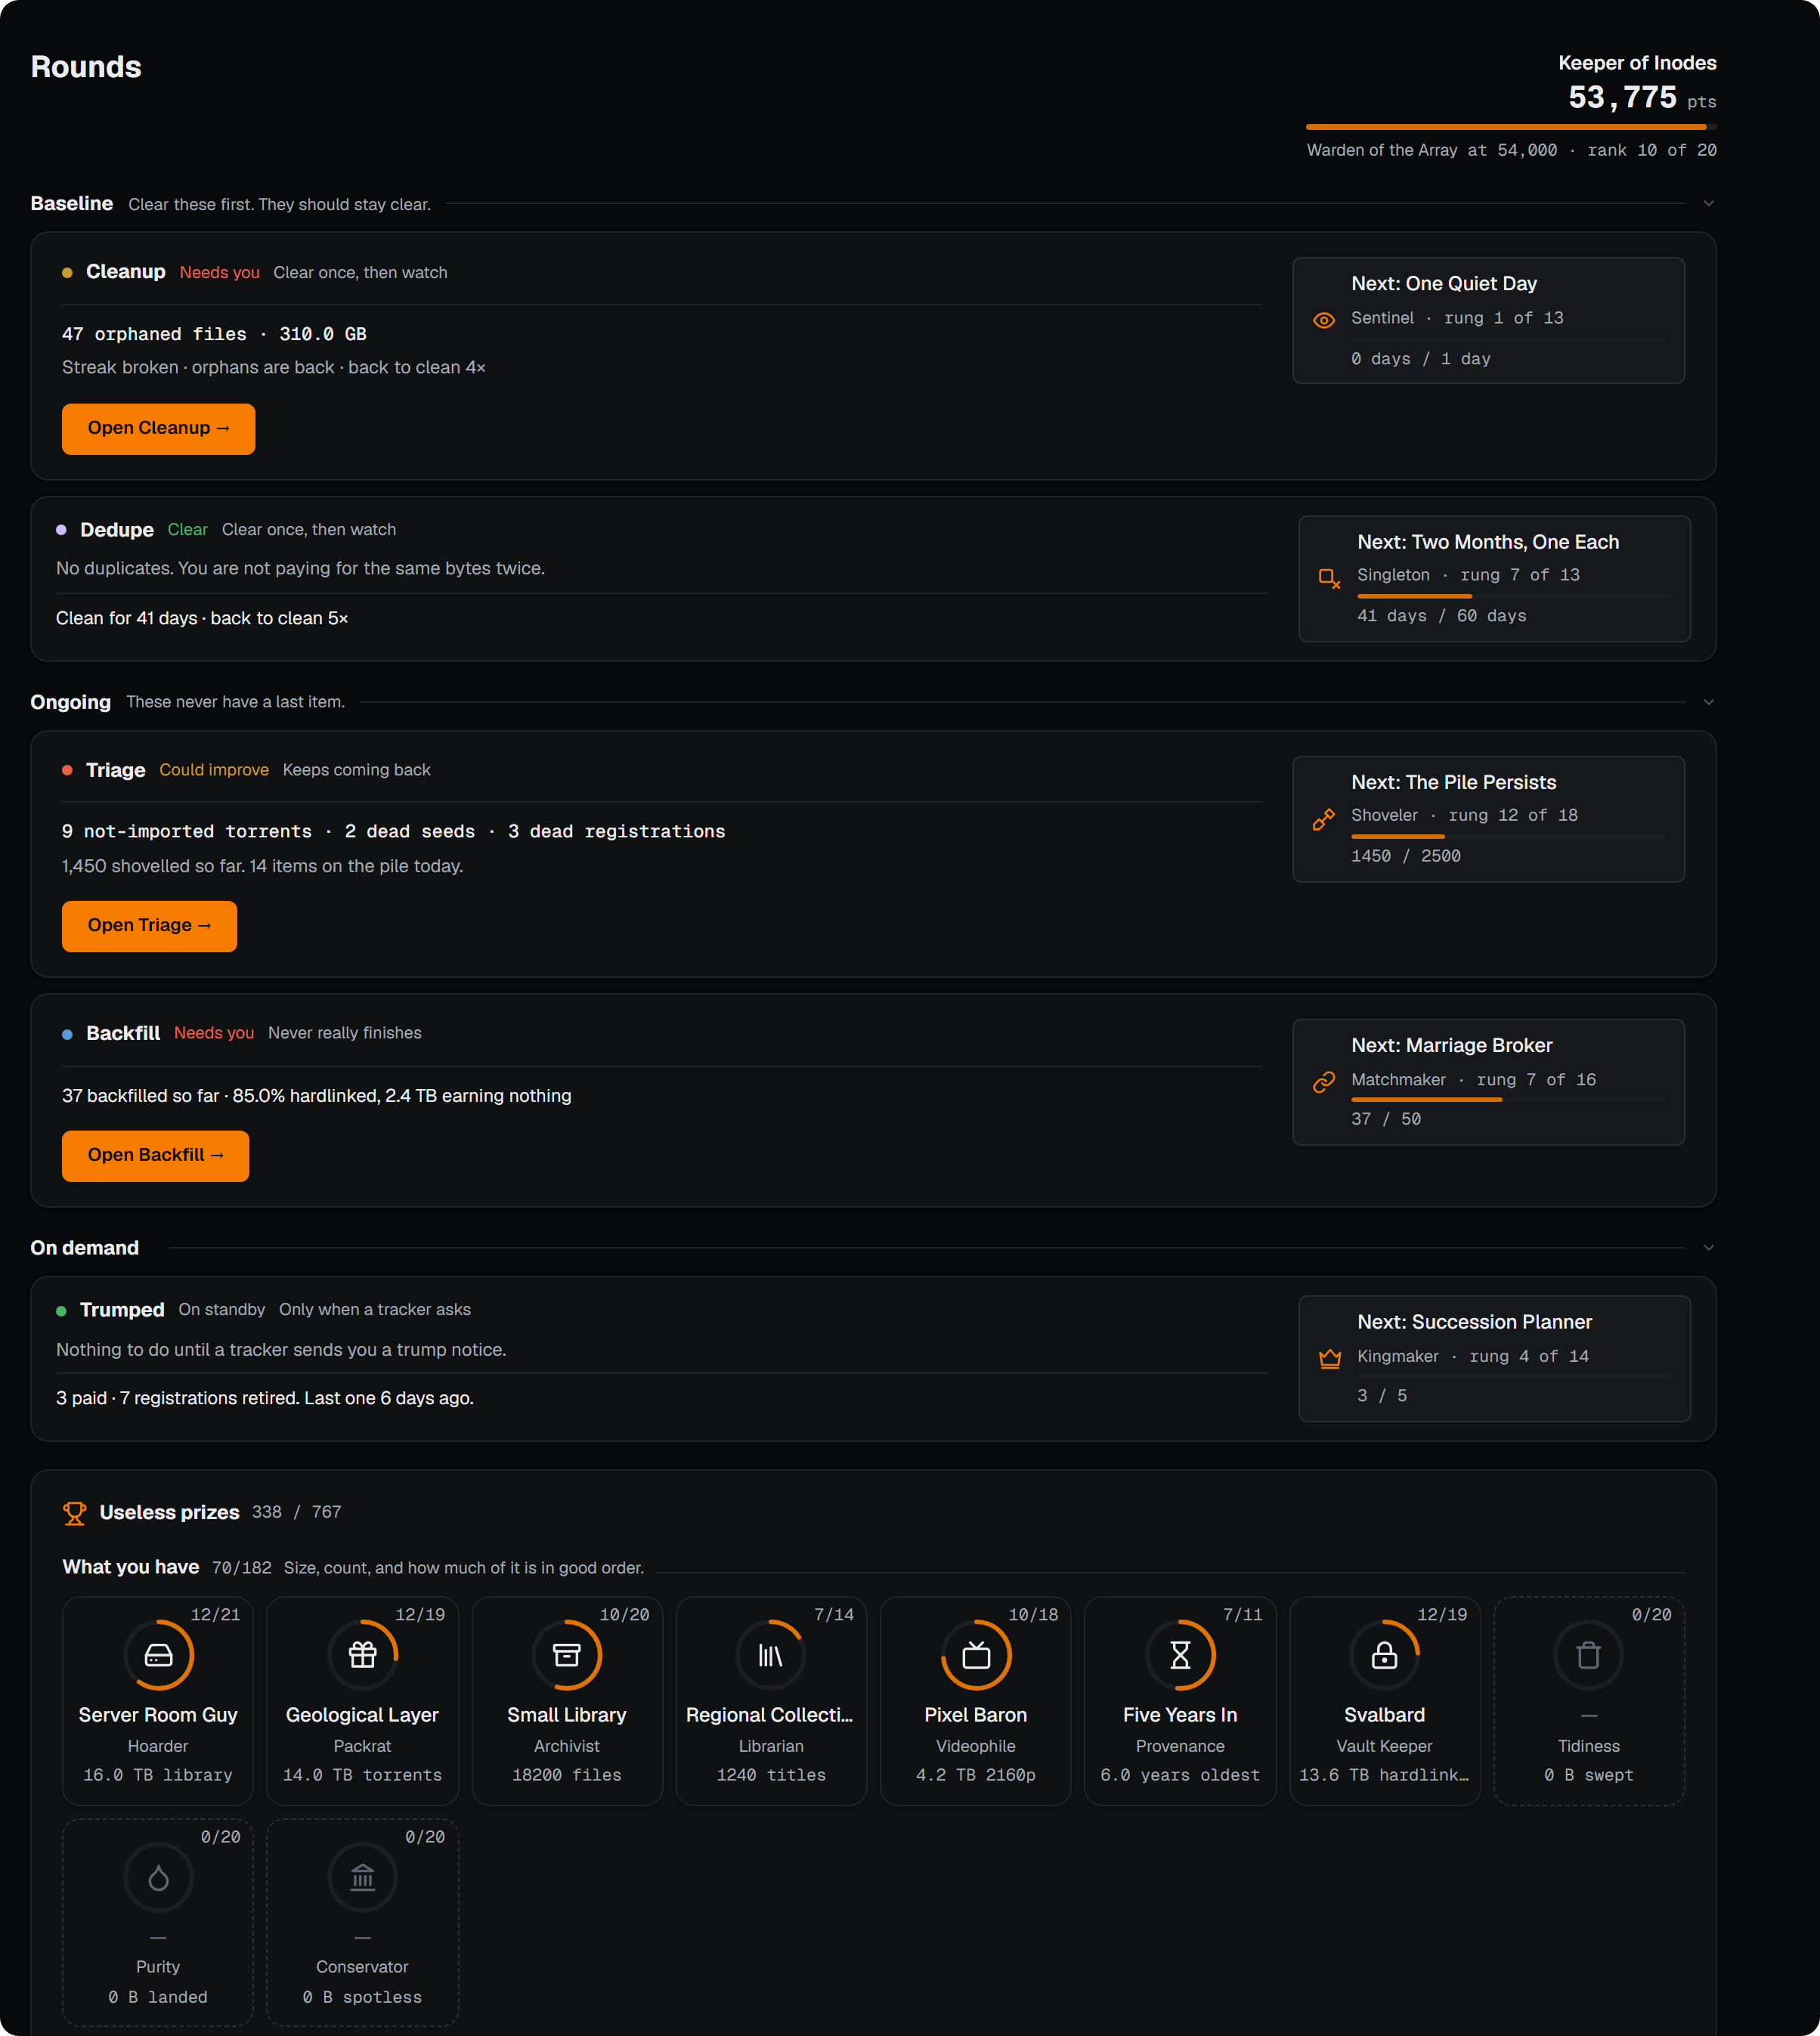 Rounds
Keeper of Inodes
53,775 pts
Warden of the Array at 54,000 · rank 10 of 20
Baseline Clear these first. They should stay clear.
Cleanup Needs you Clear once, then watch
47 orphaned files · 310.0 GB
Streak broken · orphans are back · back to clean 4×
Open Cleanup →
Next: One Quiet Day
Sentinel · rung 1 of 13
0 days / 1 day
Dedupe Clear Clear once, then watch
No duplicates. You are not paying for the same bytes twice.
Clean for 41 days · back to clean 5×
Next: Two Months, One Each
Singleton · rung 7 of 13
41 days / 60 days
Ongoing These never have a last item.
Triage Could improve Keeps coming back
9 not-imported torrents · 2 dead seeds · 3 dead registrations
1,450 shovelled so far. 14 items on the pile today.
Open Triage →
Next: The Pile Persists
Shoveler · rung 12 of 18
1450 / 2500
Backfill Needs you Never really finishes
37 backfilled so far · 85.0% hardlinked, 2.4 TB earning nothing
Open Backfill →
Next: Marriage Broker
Matchmaker · rung 7 of 16
37 / 50
On demand
Trumped On standby Only when a tracker asks
Nothing to do until a tracker sends you a trump notice.
3 paid · 7 registrations retired. Last one 6 days ago.
Next: Succession Planner
Kingmaker · rung 4 of 14
3 / 5
Useless prizes 338 / 767
What you have 70/182 Size, count, and how much of it is in good order.
12/21
Server Room Guy
Hoarder
16.0 TB library
12/19
Geological Layer
Packrat
14.0 TB torrents
10/20
Small Library
Archivist
18200 files
7/14
Regional Collecti…
Librarian
1240 titles
10/18
Pixel Baron
Videophile
4.2 TB 2160p
7/11
Five Years In
Provenance
6.0 years oldest
12/19
Svalbard
Vault Keeper
13.6 TB hardlink…
0/20
—
Tidiness
0 B swept
0/20
—
Purity
0 B landed
0/20
—
Conservator
0 B spotless